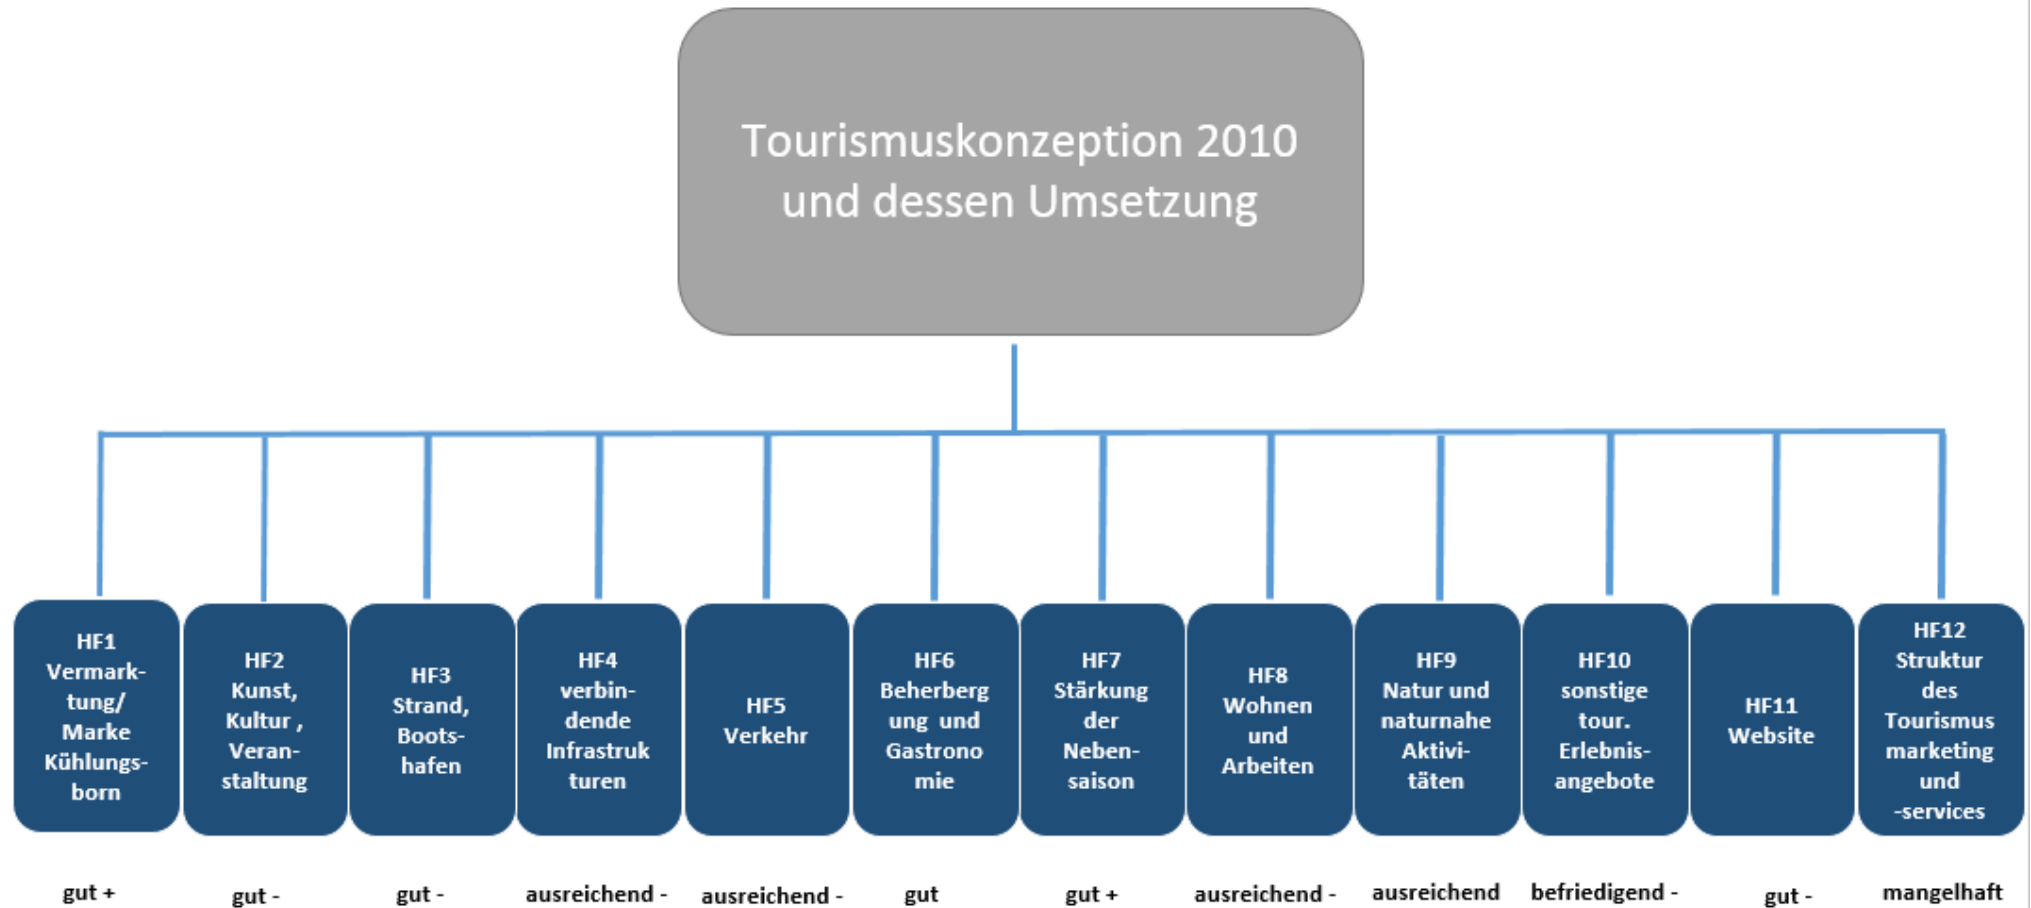 Tourismuskonzeption 2010
und dessen Umsetzung
HF1
Vermark-
tung/
Marke
Kühlungs-
born
HF2
Kunst,
Kultur ,
Veran-
staltung
HF3
Strand,
Boots-
hafen
HF4
verbin-
dende
Infrastruk
turen
HF5
Verkehr
HF6
Beherberg
ung und
Gastrono
mie
HF7
Stärkung
der
Neben-
saison
HF8
Wohnen
und
Arbeiten
HF9
Natur und
naturnahe
Aktivi-
täten
HF10
sonstige
tour.
Erlebnis-
angebote
HF11
Website
HF12
Struktur
des
Tourismus
marketing
und
-services
gut +
gut -
gut -
ausreichend -
ausreichend -
gut
gut +
ausreichend -
ausreichend
befriedigend -
gut -
mangelhaft